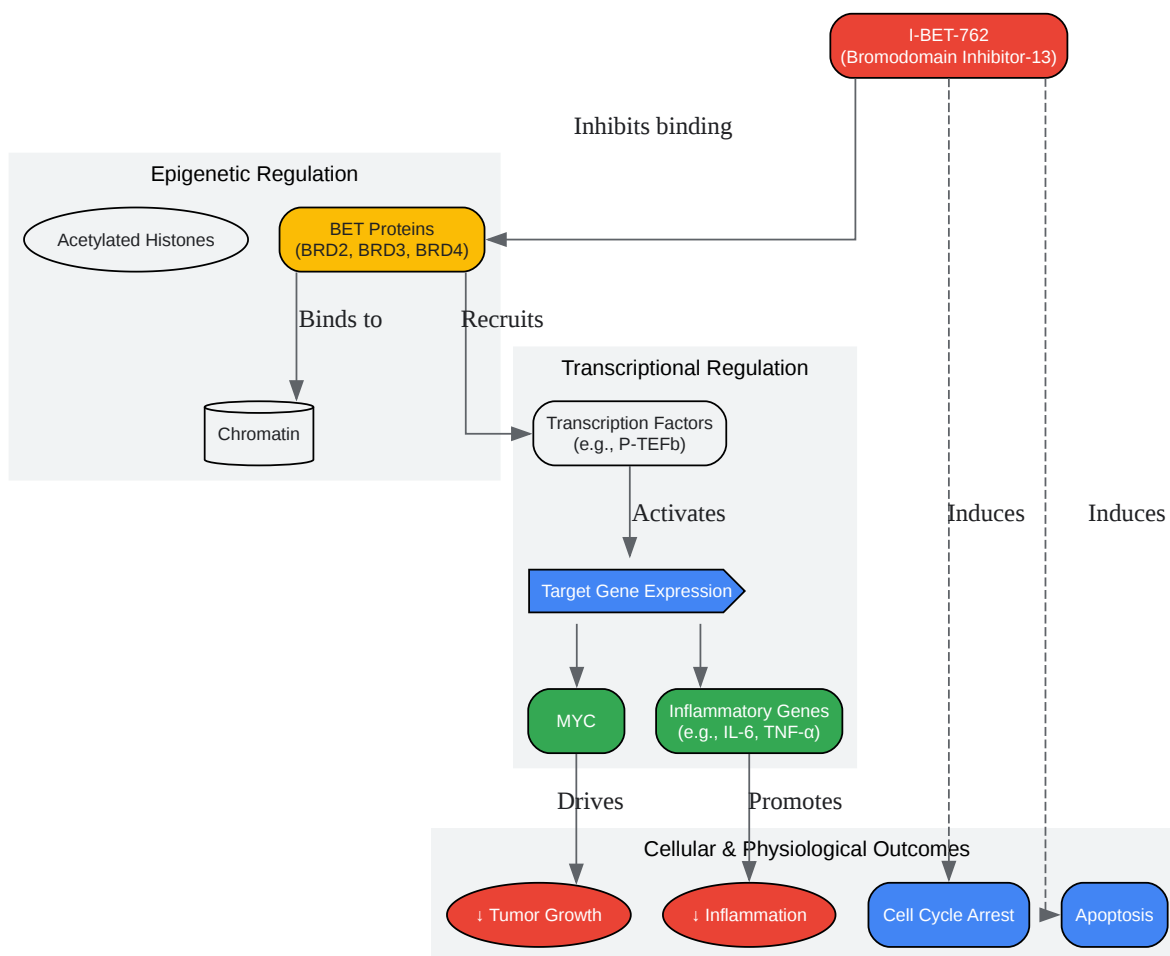 I-BET-762
(Bromodomain Inhibitor-13)
Inhibits binding
Epigenetic Regulation
Acetylated Histones
BET Proteins
(BRD2, BRD3, BRD4)
Binds to
Recruits
Transcriptional Regulation
Chromatin
Transcription Factors
(e.g., P-TEFb)
Activates
Induces
Induces
Target Gene Expression
MYC
Inflammatory Genes
(e.g., IL-6, TNF-α)
Drives
Promotes
Cellular & Physiological Outcomes
↓ Tumor Growth
↓ Inflammation
Cell Cycle Arrest
Apoptosis